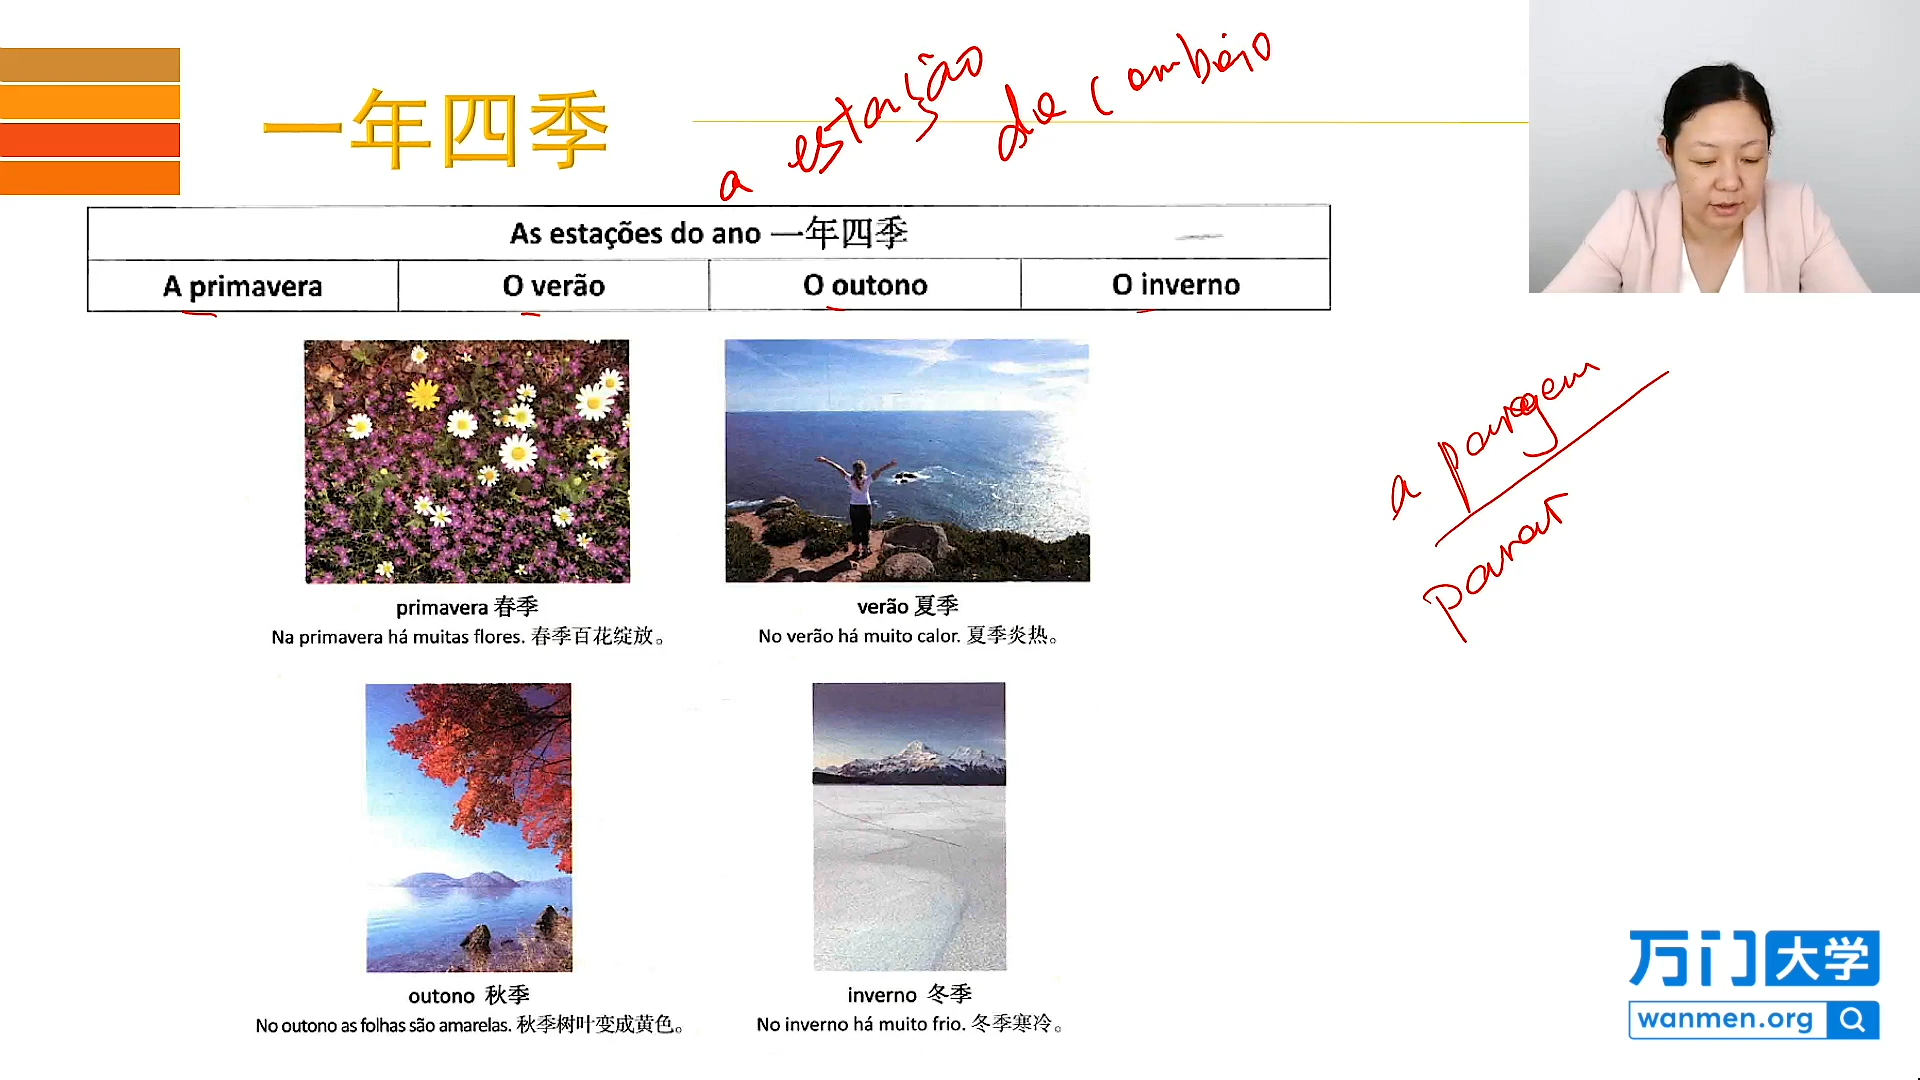 一年四季
a estação de comboio
As estações do ano 一年四季
A primavera
O verão
O outono
O inverno
a paragem
parar
primavera 春季
Na primavera há muitas flores. 春季百花绽放。
verão 夏季
No verão há muito calor. 夏季炎热。
outono 秋季
No outono as folhas são amarelas. 秋季树叶变成黄色。
inverno 冬季
No inverno há muito frio. 冬季寒冷。
万门大学
wanmen.org